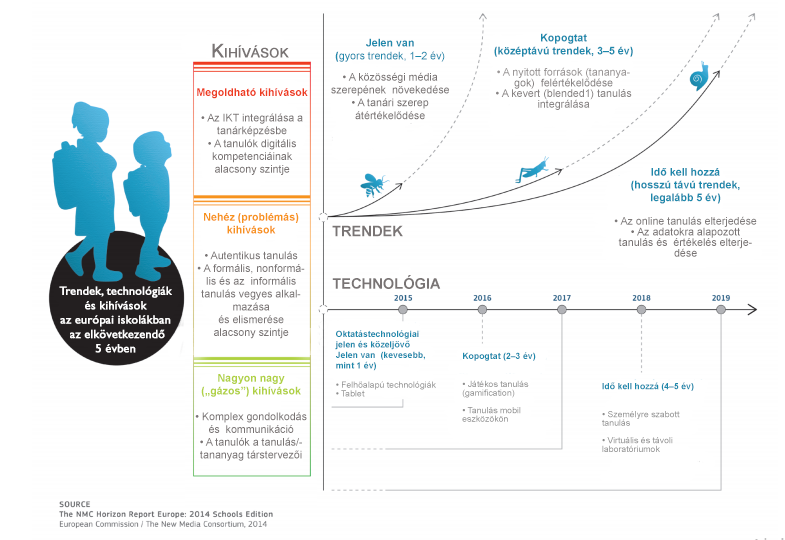 KIHÍVÁSOK
Megoldható kihívások
• Az IKT integrálása a
tanárképzésbe
• A tanulók digitális
kompetenciáinak
alacsony szintje
Nehéz (problémás)
kihívások
• Autentikus tanulás
• A formális, nonformá-
lis és az informális
tanulás vegyes alkal-
mazása
és elismerése
alacsony szintje
Nagyon nagy
(„gázos”) kihívások
• Komplex gondolkodás
és kommunikáció
• A tanulók a tanulás/-
tananyag társtervezői
Trendek, technológiák
és kihívások
az európai iskolákban
az elkövetkezendő
5 évben
Jelen van
(gyors trendek, 1–2 év)
• A közösségi média
szerepének növekedése
• A tanári szerep
átértékelődése
Kopogtat
(középtávú trendek, 3–5 év)
• A nyitott források (tananya-
gok) felértékelődése
• A kevert (blended1) tanulás
integrálása
Idő kell hozzá
(hosszú távú trendek,
legalább 5 év)
• Az online tanulás elterjedése
• Az adatokra alapozott
tanulás és értékelés elterje-
dése
TRENDEK
TECHNOLÓGIA
2015 2016 2017 2018 2019
Oktatástechnológiai
jelen és közeljövő
Jelen van (kevesebb,
mint 1 év)
• Felhőalapú technológiák
• Tablet
Kopogtat (2–3 év)
• Játékos tanulás
(gamification)
• Tanulás mobil
eszközökön
Idő kell hozzá (4–5 év)
• Személyre szabott
tanulás
• Virtuális és távoli
laboratóriumok
SOURCE
The NMC Horizon Report Europe: 2014 Schools Edition
European Commission / The New Media Consortium, 2014